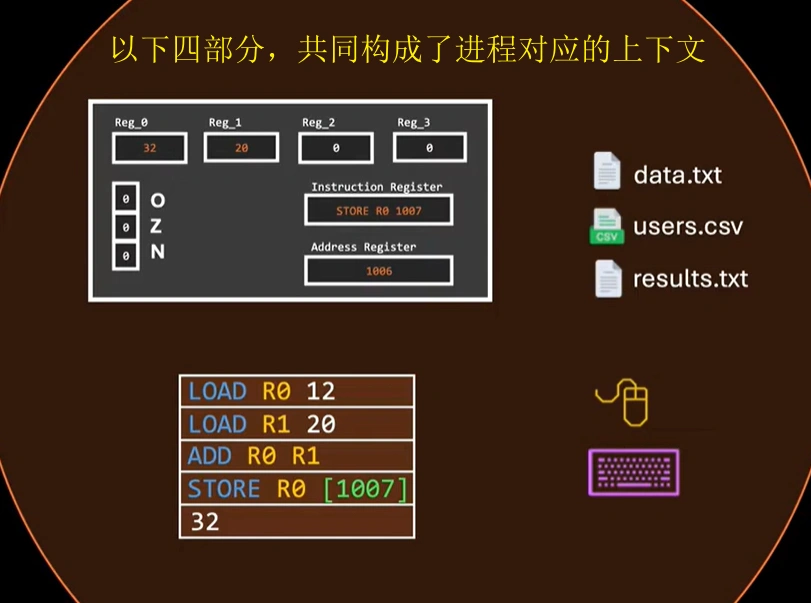 以下四部分，共同构成了进程对应的上下文
Reg_0 Reg_1 Reg_2 Reg_3
32 20 0 0
0 O
0 Z
0 N
Instruction Register
STORE R0 1007
Address Register
1006
data.txt
CSV users.csv
results.txt
LOAD R0 12
LOAD R1 20
ADD R0 R1
STORE R0 [1007]
32